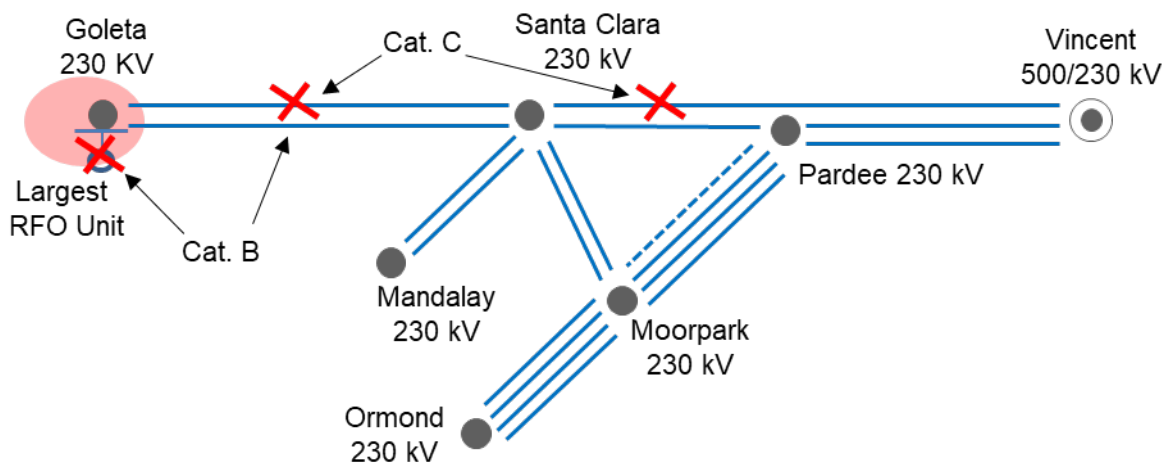 Goleta
230 KV
Cat. C
Santa Clara
230 kV
Vincent
500/230 kV
Largest
RFO Unit
Cat. B
Pardee 230 kV
Mandalay
230 kV
Moorpark
230 kV
Ormond
230 kV